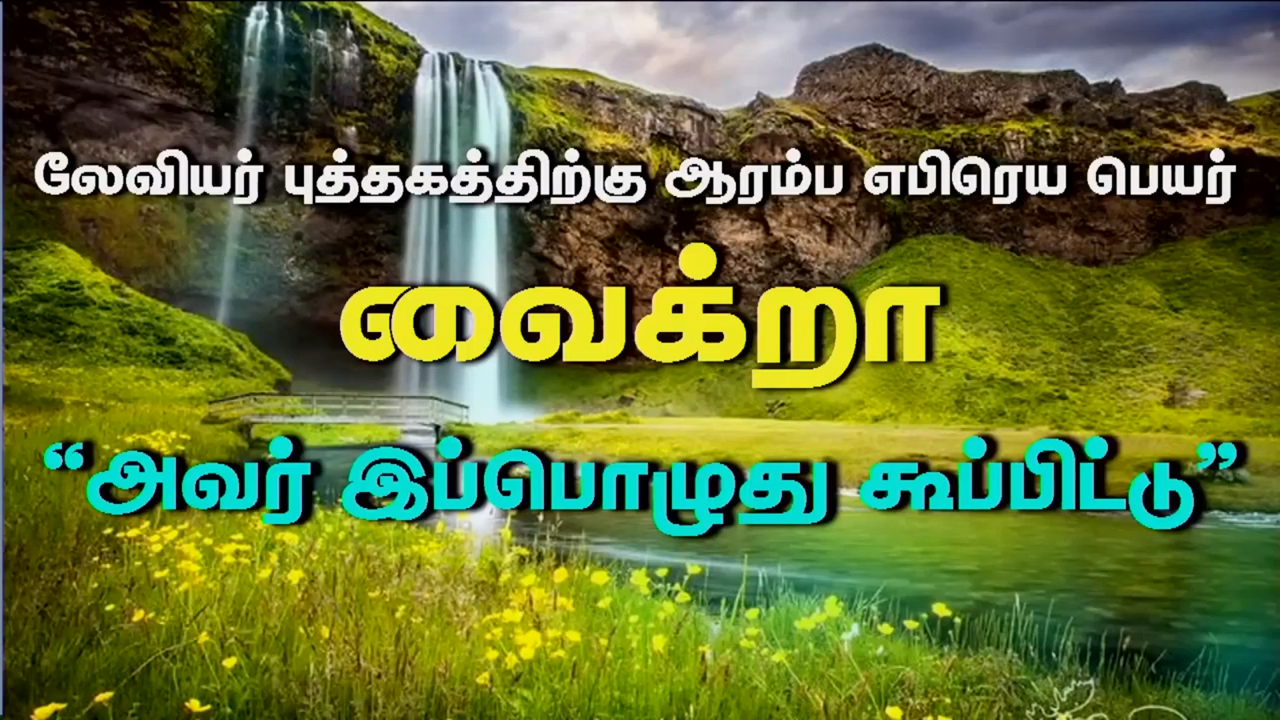 லேவியர் புத்தகத்திற்கு ஆரம்ப எபிரெய பெயர்
வைக்றா
“அவர் இப்பொழுது கூப்பிட்டு”